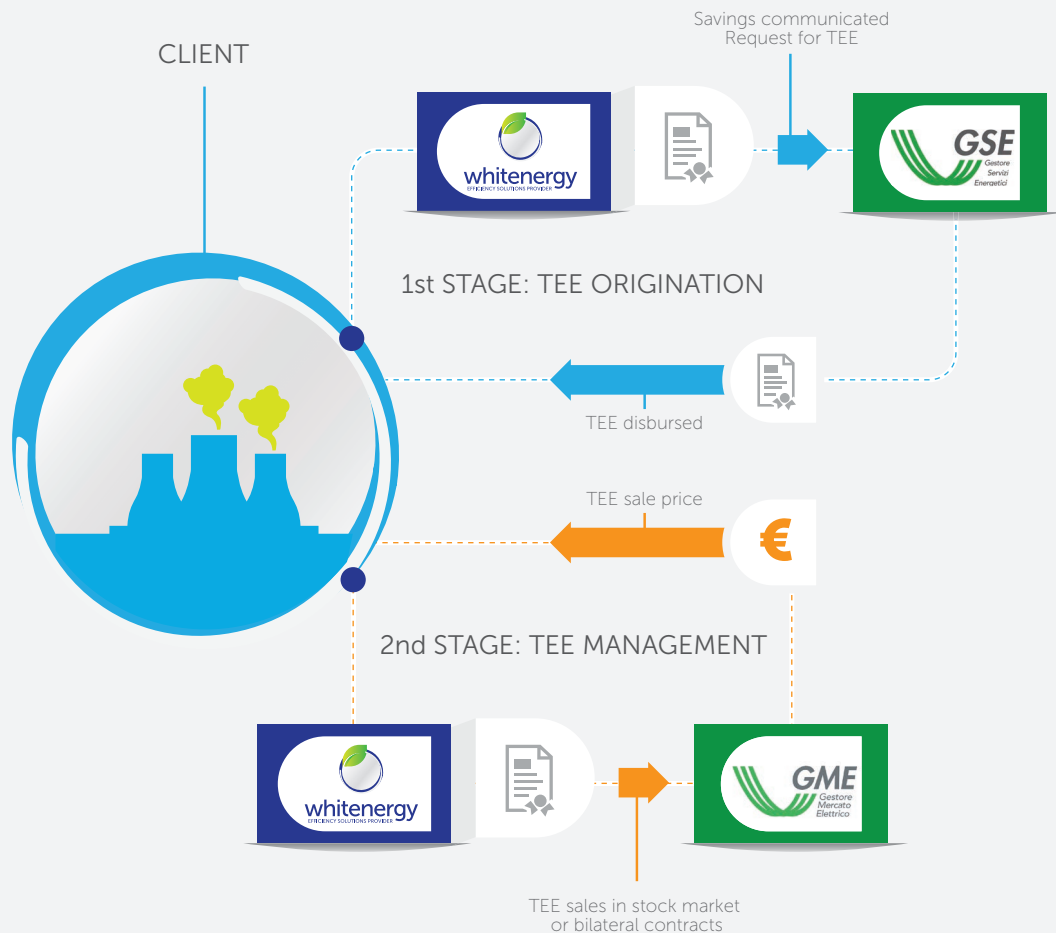 Savings communicated
Request for TEE
CLIENT
whitenergy
EFFICIENCY SOLUTIONS PROVIDER
GSE
Gestore
Servizi
Energetici
1st STAGE: TEE ORIGINATION
TEE disbursed
TEE sale price
€
2nd STAGE: TEE MANAGEMENT
whitenergy
EFFICIENCY SOLUTIONS PROVIDER
GME
Gestore
Mercato
Elettrico
TEE sales in stock market
or bilateral contracts